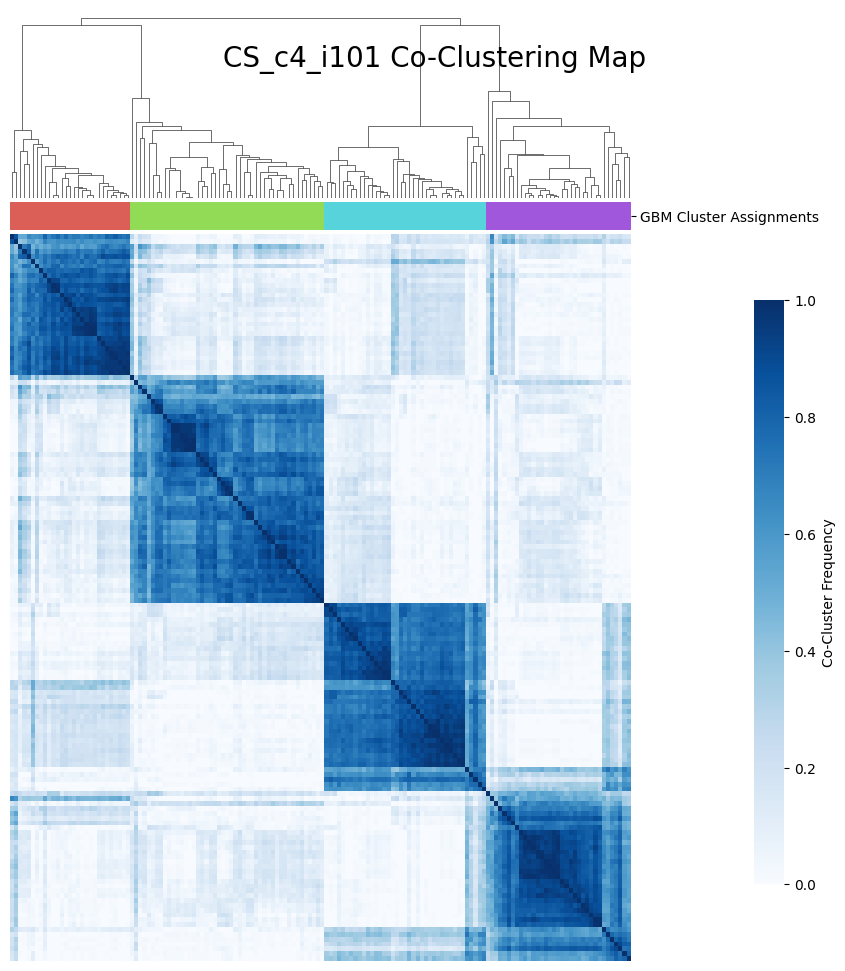 CS_c4_i101 Co-Clustering Map
GBM Cluster Assignments
1.0
0.8
0.6
0.4
0.2
0.0
Co-Cluster Frequency